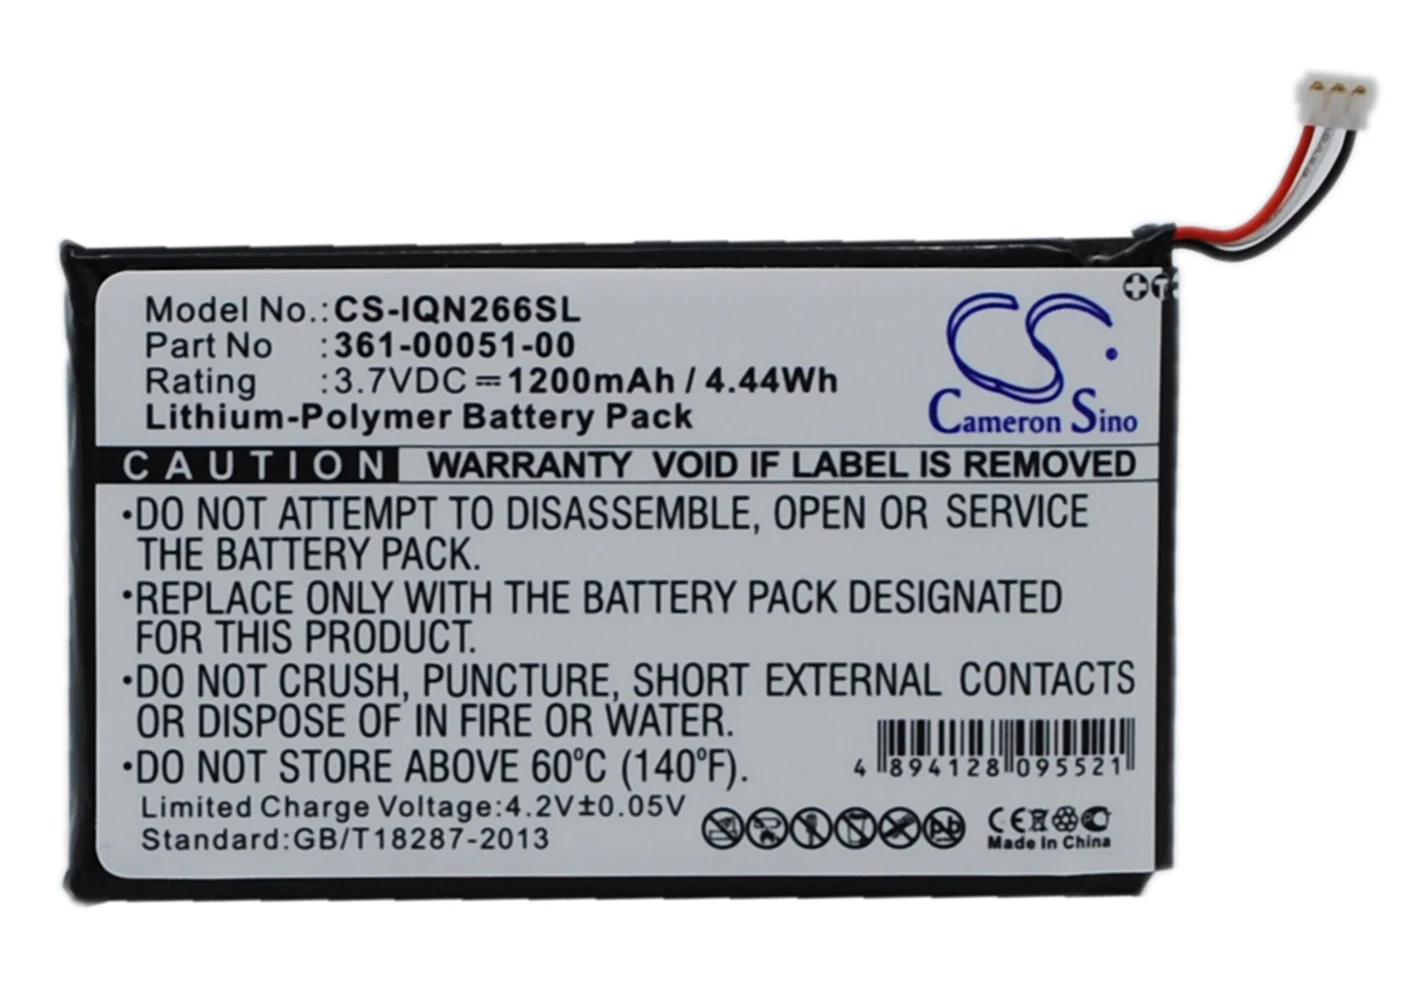 Model No.: CS-IQN266SL
Part No : 361-00051-00
Rating : 3.7VDC ⎓ 1200mAh / 4.44Wh
Lithium-Polymer Battery Pack
CS
Cameron Sino
CAUTION WARRANTY VOID IF LABEL IS REMOVED
•DO NOT ATTEMPT TO DISASSEMBLE, OPEN OR SERVICE
THE BATTERY PACK.
•REPLACE ONLY WITH THE BATTERY PACK DESIGNATED
FOR THIS PRODUCT.
•DO NOT CRUSH, PUNCTURE, SHORT EXTERNAL CONTACTS
OR DISPOSE OF IN FIRE OR WATER.
•DO NOT STORE ABOVE 60°C (140°F).
4 894128 095521
Limited Charge Voltage:4.2V±0.05V
Standard:GB/T18287-2013
Pb
CE
Made In China